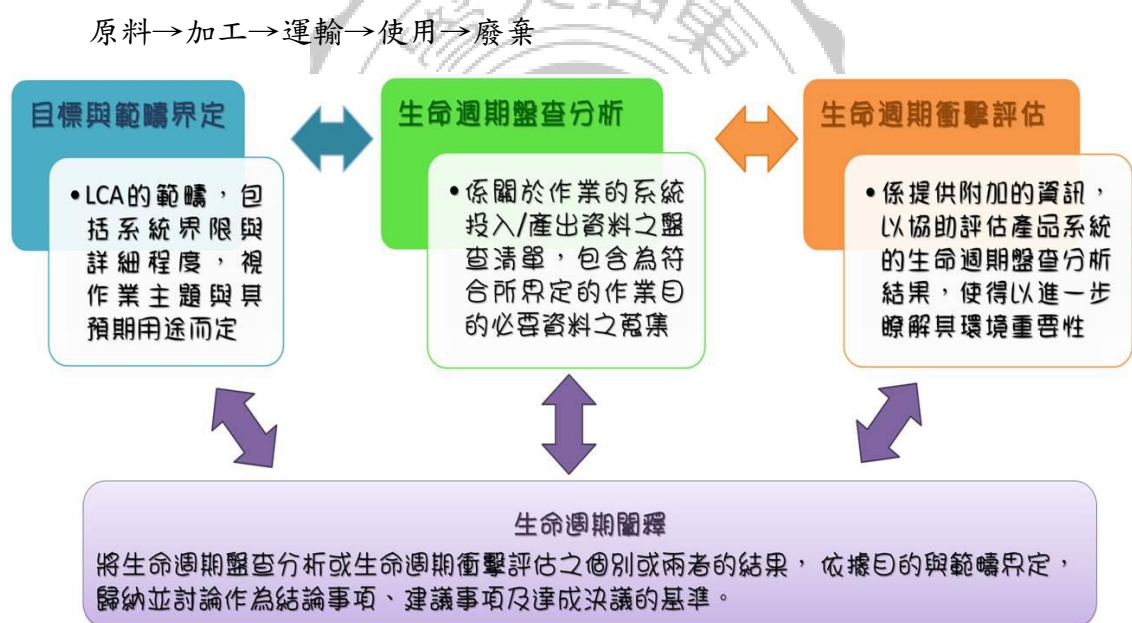 原料→加工→運輸→使用→廢棄
目標與範疇界定
•LCA的範疇，包
括系統界限與
詳細程度，視
作業主題與其
預期用途而定
生命週期盤查分析
•係關於作業的系統
投入/產出資料之盤
查清單，包含為符
合所界定的作業目
的必要資料之蒐集
生命週期衝擊評估
•係提供附加的資訊，
以協助評估產品系統
的生命週期盤查分析
結果，使得以進一步
瞭解其環境重要性
生命週期闡釋
將生命週期盤查分析或生命週期衝擊評估之個別或兩者的結果，依據目的與範疇界定，
歸納並討論作為結論事項、建議事項及達成決議的基準。